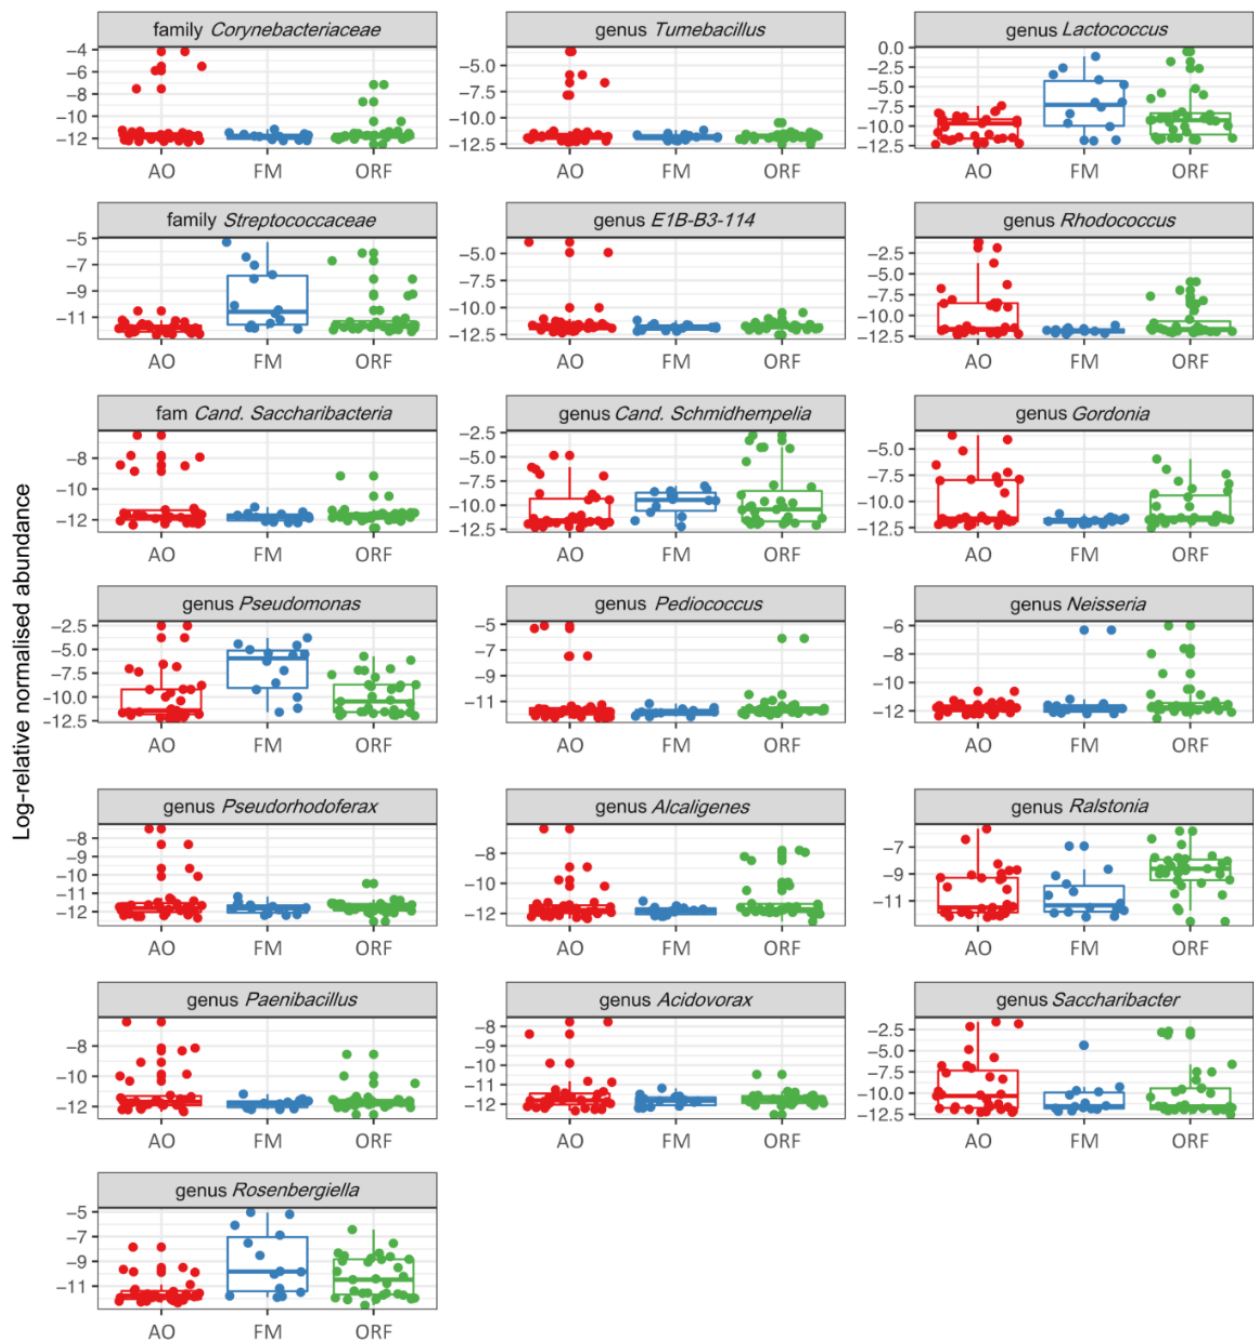 Log-relative normalised abundance
family Corynebacteriaceae
−4
−6
−8
−10
−12
AO FM ORF
genus Tumebacillus
−5.0
−7.5
−10.0
−12.5
AO FM ORF
genus Lactococcus
0.0
−2.5
−5.0
−7.5
−10.0
−12.5
AO FM ORF
family Streptococcaceae
−5
−7
−9
−11
AO FM ORF
genus E1B-B3-114
−5.0
−7.5
−10.0
−12.5
AO FM ORF
genus Rhodococcus
−2.5
−5.0
−7.5
−10.0
−12.5
AO FM ORF
fam Cand. Saccharibacteria
−8
−10
−12
AO FM ORF
genus Cand. Schmidhempelia
−2.5
−5.0
−7.5
−10.0
−12.5
AO FM ORF
genus Gordonia
−5.0
−7.5
−10.0
−12.5
AO FM ORF
genus Pseudomonas
−2.5
−5.0
−7.5
−10.0
−12.5
AO FM ORF
genus Pediococcus
−5
−7
−9
−11
AO FM ORF
genus Neisseria
−6
−8
−10
−12
AO FM ORF
genus Pseudorhodoferax
−8
−9
−10
−11
−12
AO FM ORF
genus Alcaligenes
−8
−10
−12
AO FM ORF
genus Ralstonia
−7
−9
−11
AO FM ORF
genus Paenibacillus
−8
−10
−12
AO FM ORF
genus Acidovorax
−8
−9
−10
−11
−12
AO FM ORF
genus Saccharibacter
−2.5
−5.0
−7.5
−10.0
−12.5
AO FM ORF
genus Rosenbergiella
−5
−7
−9
−11
AO FM ORF